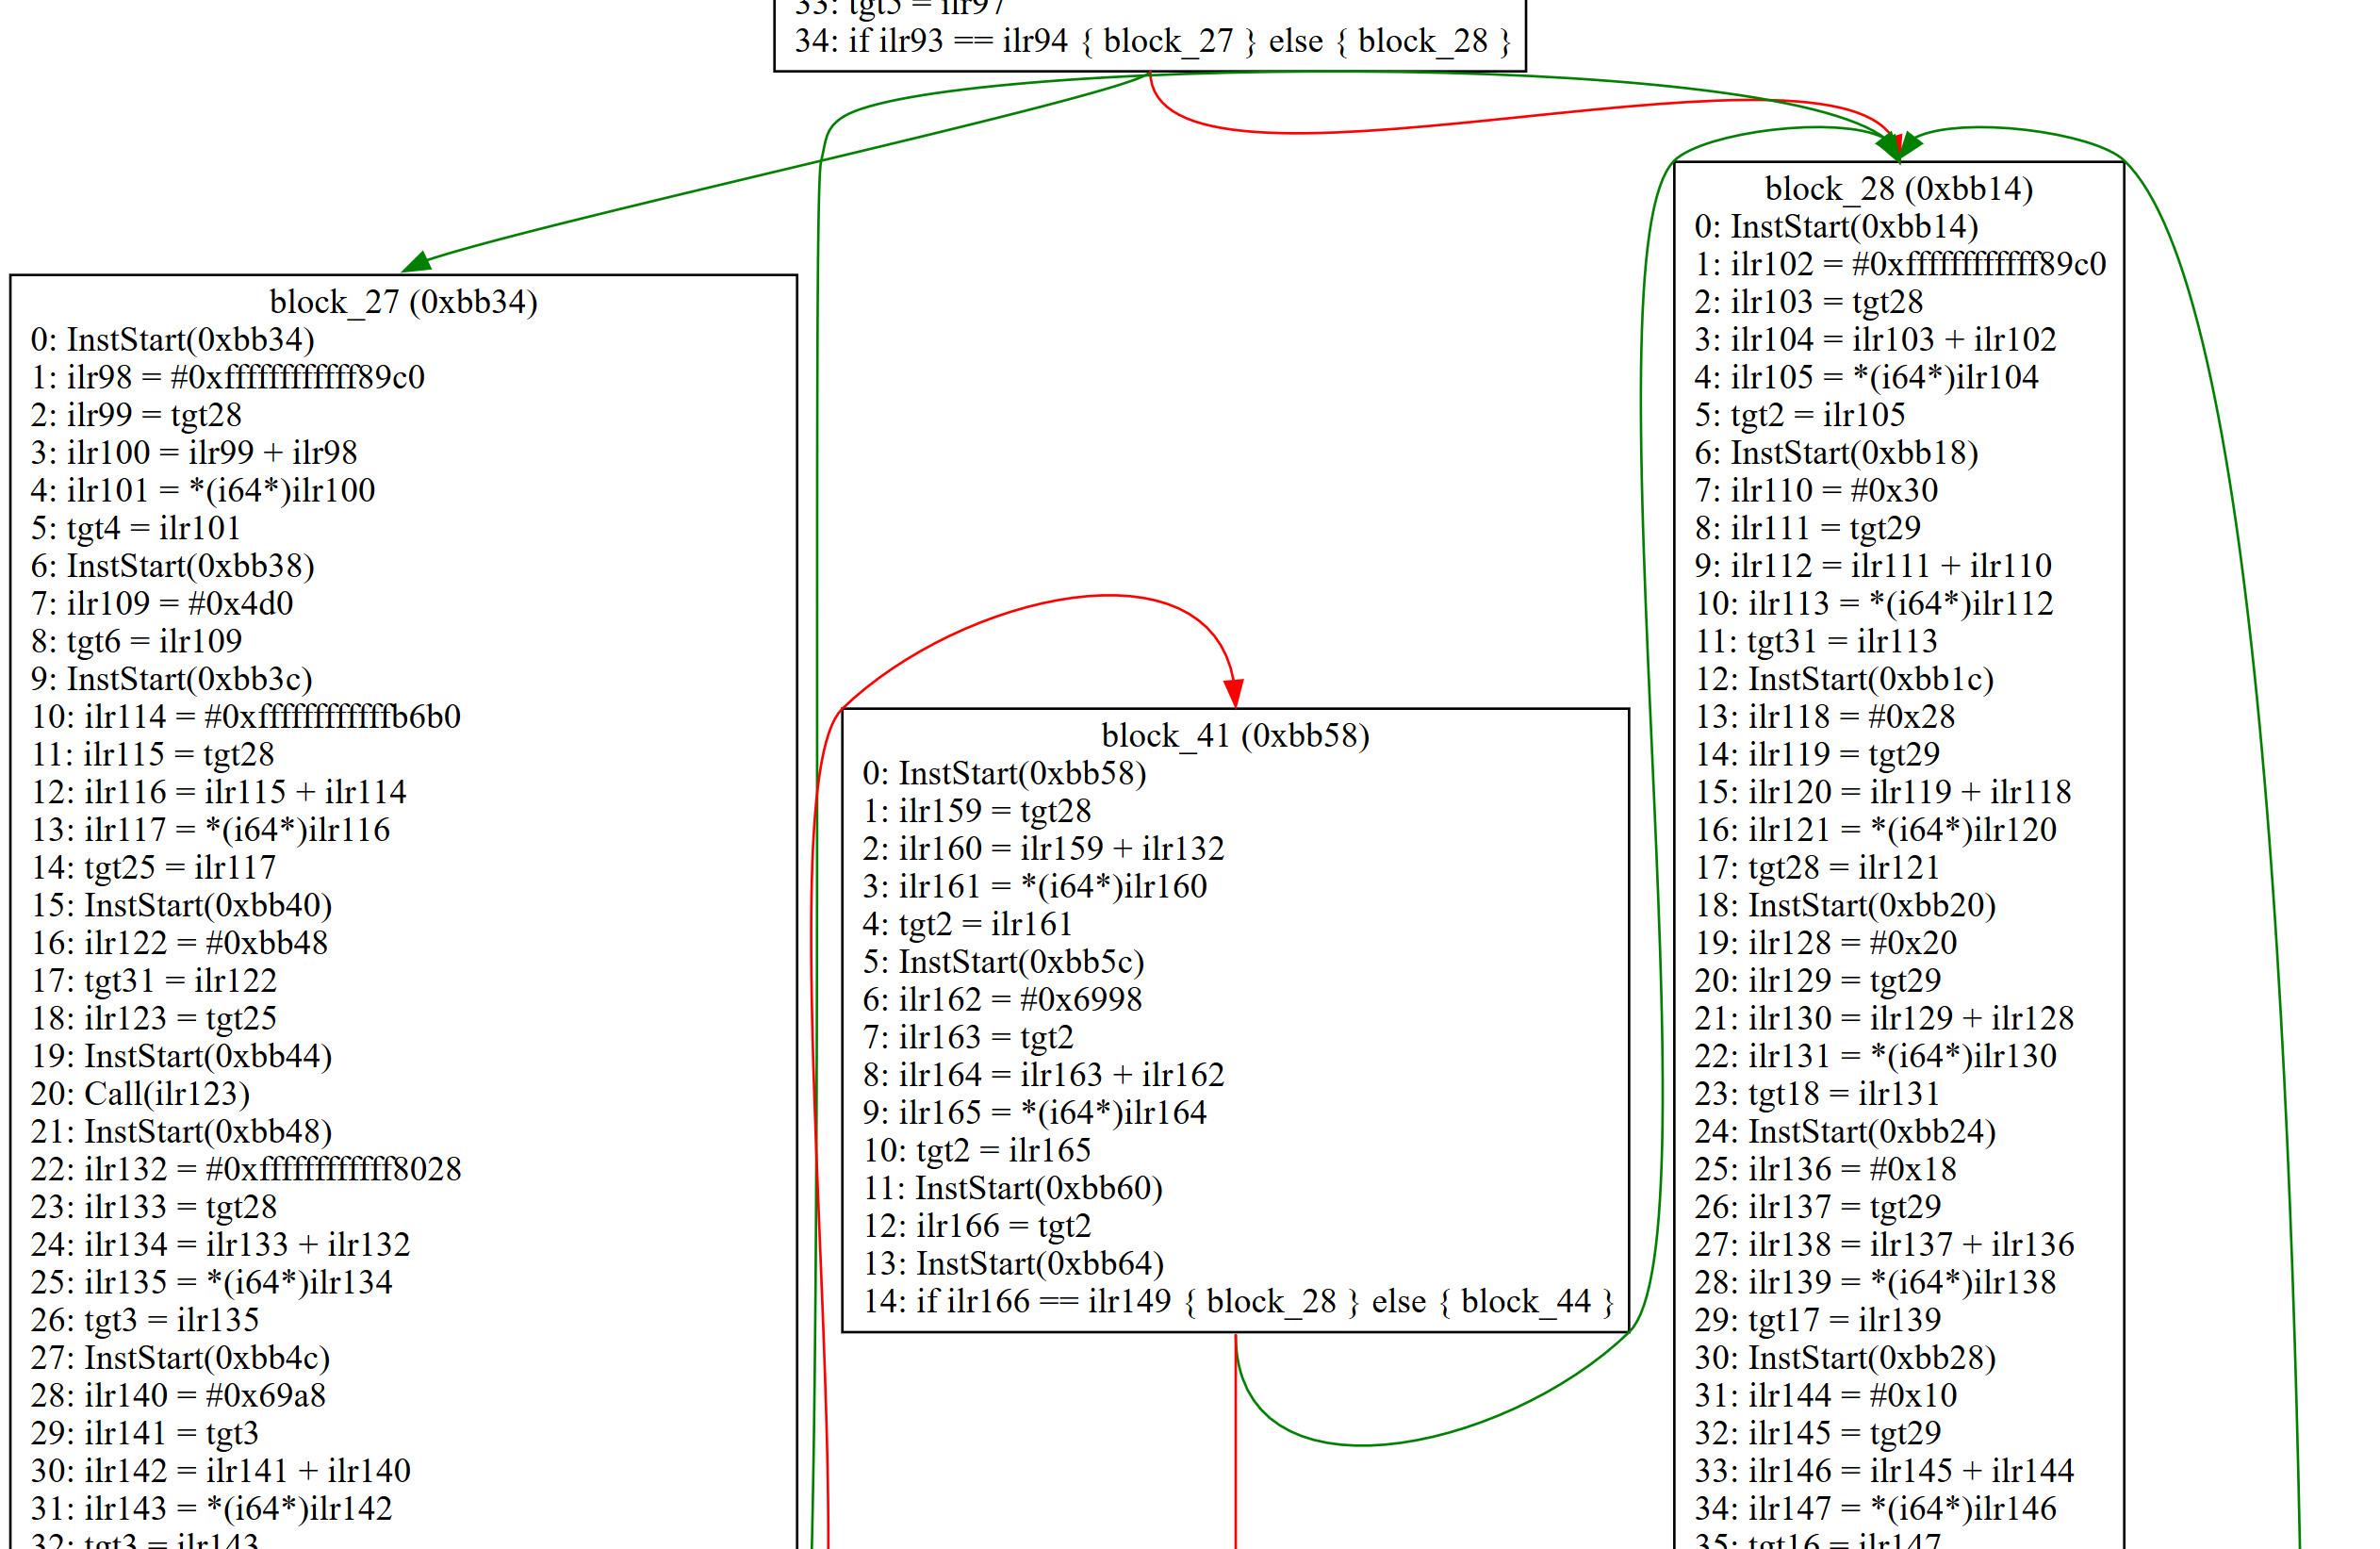 33: tgt5 = ilr97
34: if ilr93 == ilr94 { block_27 } else { block_28 }
block_27 (0xbb34)
0: InstStart(0xbb34)
1: ilr98 = #0xffffffffffff89c0
2: ilr99 = tgt28
3: ilr100 = ilr99 + ilr98
4: ilr101 = *(i64*)ilr100
5: tgt4 = ilr101
6: InstStart(0xbb38)
7: ilr109 = #0x4d0
8: tgt6 = ilr109
9: InstStart(0xbb3c)
10: ilr114 = #0xffffffffffffb6b0
11: ilr115 = tgt28
12: ilr116 = ilr115 + ilr114
13: ilr117 = *(i64*)ilr116
14: tgt25 = ilr117
15: InstStart(0xbb40)
16: ilr122 = #0xbb48
17: tgt31 = ilr122
18: ilr123 = tgt25
19: InstStart(0xbb44)
20: Call(ilr123)
21: InstStart(0xbb48)
22: ilr132 = #0xffffffffffff8028
23: ilr133 = tgt28
24: ilr134 = ilr133 + ilr132
25: ilr135 = *(i64*)ilr134
26: tgt3 = ilr135
27: InstStart(0xbb4c)
28: ilr140 = #0x69a8
29: ilr141 = tgt3
30: ilr142 = ilr141 + ilr140
31: ilr143 = *(i64*)ilr142
32: tgt3 = ilr143
block_41 (0xbb58)
0: InstStart(0xbb58)
1: ilr159 = tgt28
2: ilr160 = ilr159 + ilr132
3: ilr161 = *(i64*)ilr160
4: tgt2 = ilr161
5: InstStart(0xbb5c)
6: ilr162 = #0x6998
7: ilr163 = tgt2
8: ilr164 = ilr163 + ilr162
9: ilr165 = *(i64*)ilr164
10: tgt2 = ilr165
11: InstStart(0xbb60)
12: ilr166 = tgt2
13: InstStart(0xbb64)
14: if ilr166 == ilr149 { block_28 } else { block_44 }
block_28 (0xbb14)
0: InstStart(0xbb14)
1: ilr102 = #0xffffffffffff89c0
2: ilr103 = tgt28
3: ilr104 = ilr103 + ilr102
4: ilr105 = *(i64*)ilr104
5: tgt2 = ilr105
6: InstStart(0xbb18)
7: ilr110 = #0x30
8: ilr111 = tgt29
9: ilr112 = ilr111 + ilr110
10: ilr113 = *(i64*)ilr112
11: tgt31 = ilr113
12: InstStart(0xbb1c)
13: ilr118 = #0x28
14: ilr119 = tgt29
15: ilr120 = ilr119 + ilr118
16: ilr121 = *(i64*)ilr120
17: tgt28 = ilr121
18: InstStart(0xbb20)
19: ilr128 = #0x20
20: ilr129 = tgt29
21: ilr130 = ilr129 + ilr128
22: ilr131 = *(i64*)ilr130
23: tgt18 = ilr131
24: InstStart(0xbb24)
25: ilr136 = #0x18
26: ilr137 = tgt29
27: ilr138 = ilr137 + ilr136
28: ilr139 = *(i64*)ilr138
29: tgt17 = ilr139
30: InstStart(0xbb28)
31: ilr144 = #0x10
32: ilr145 = tgt29
33: ilr146 = ilr145 + ilr144
34: ilr147 = *(i64*)ilr146
35: tgt16 = ilr147